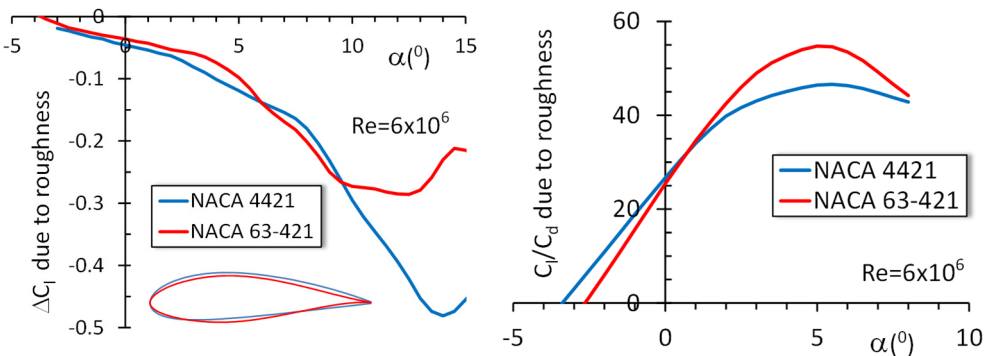 0
-5
0
5
10
15
α(⁰)
-0.1
-0.2
-0.3
-0.4
-0.5
ΔCl due to roughness
Re=6x10⁶
NACA 4421
NACA 63-421
60
40
20
0
-5
0
5
10
α(⁰)
Cl/Cd due to roughness
NACA 4421
NACA 63-421
Re=6x10⁶